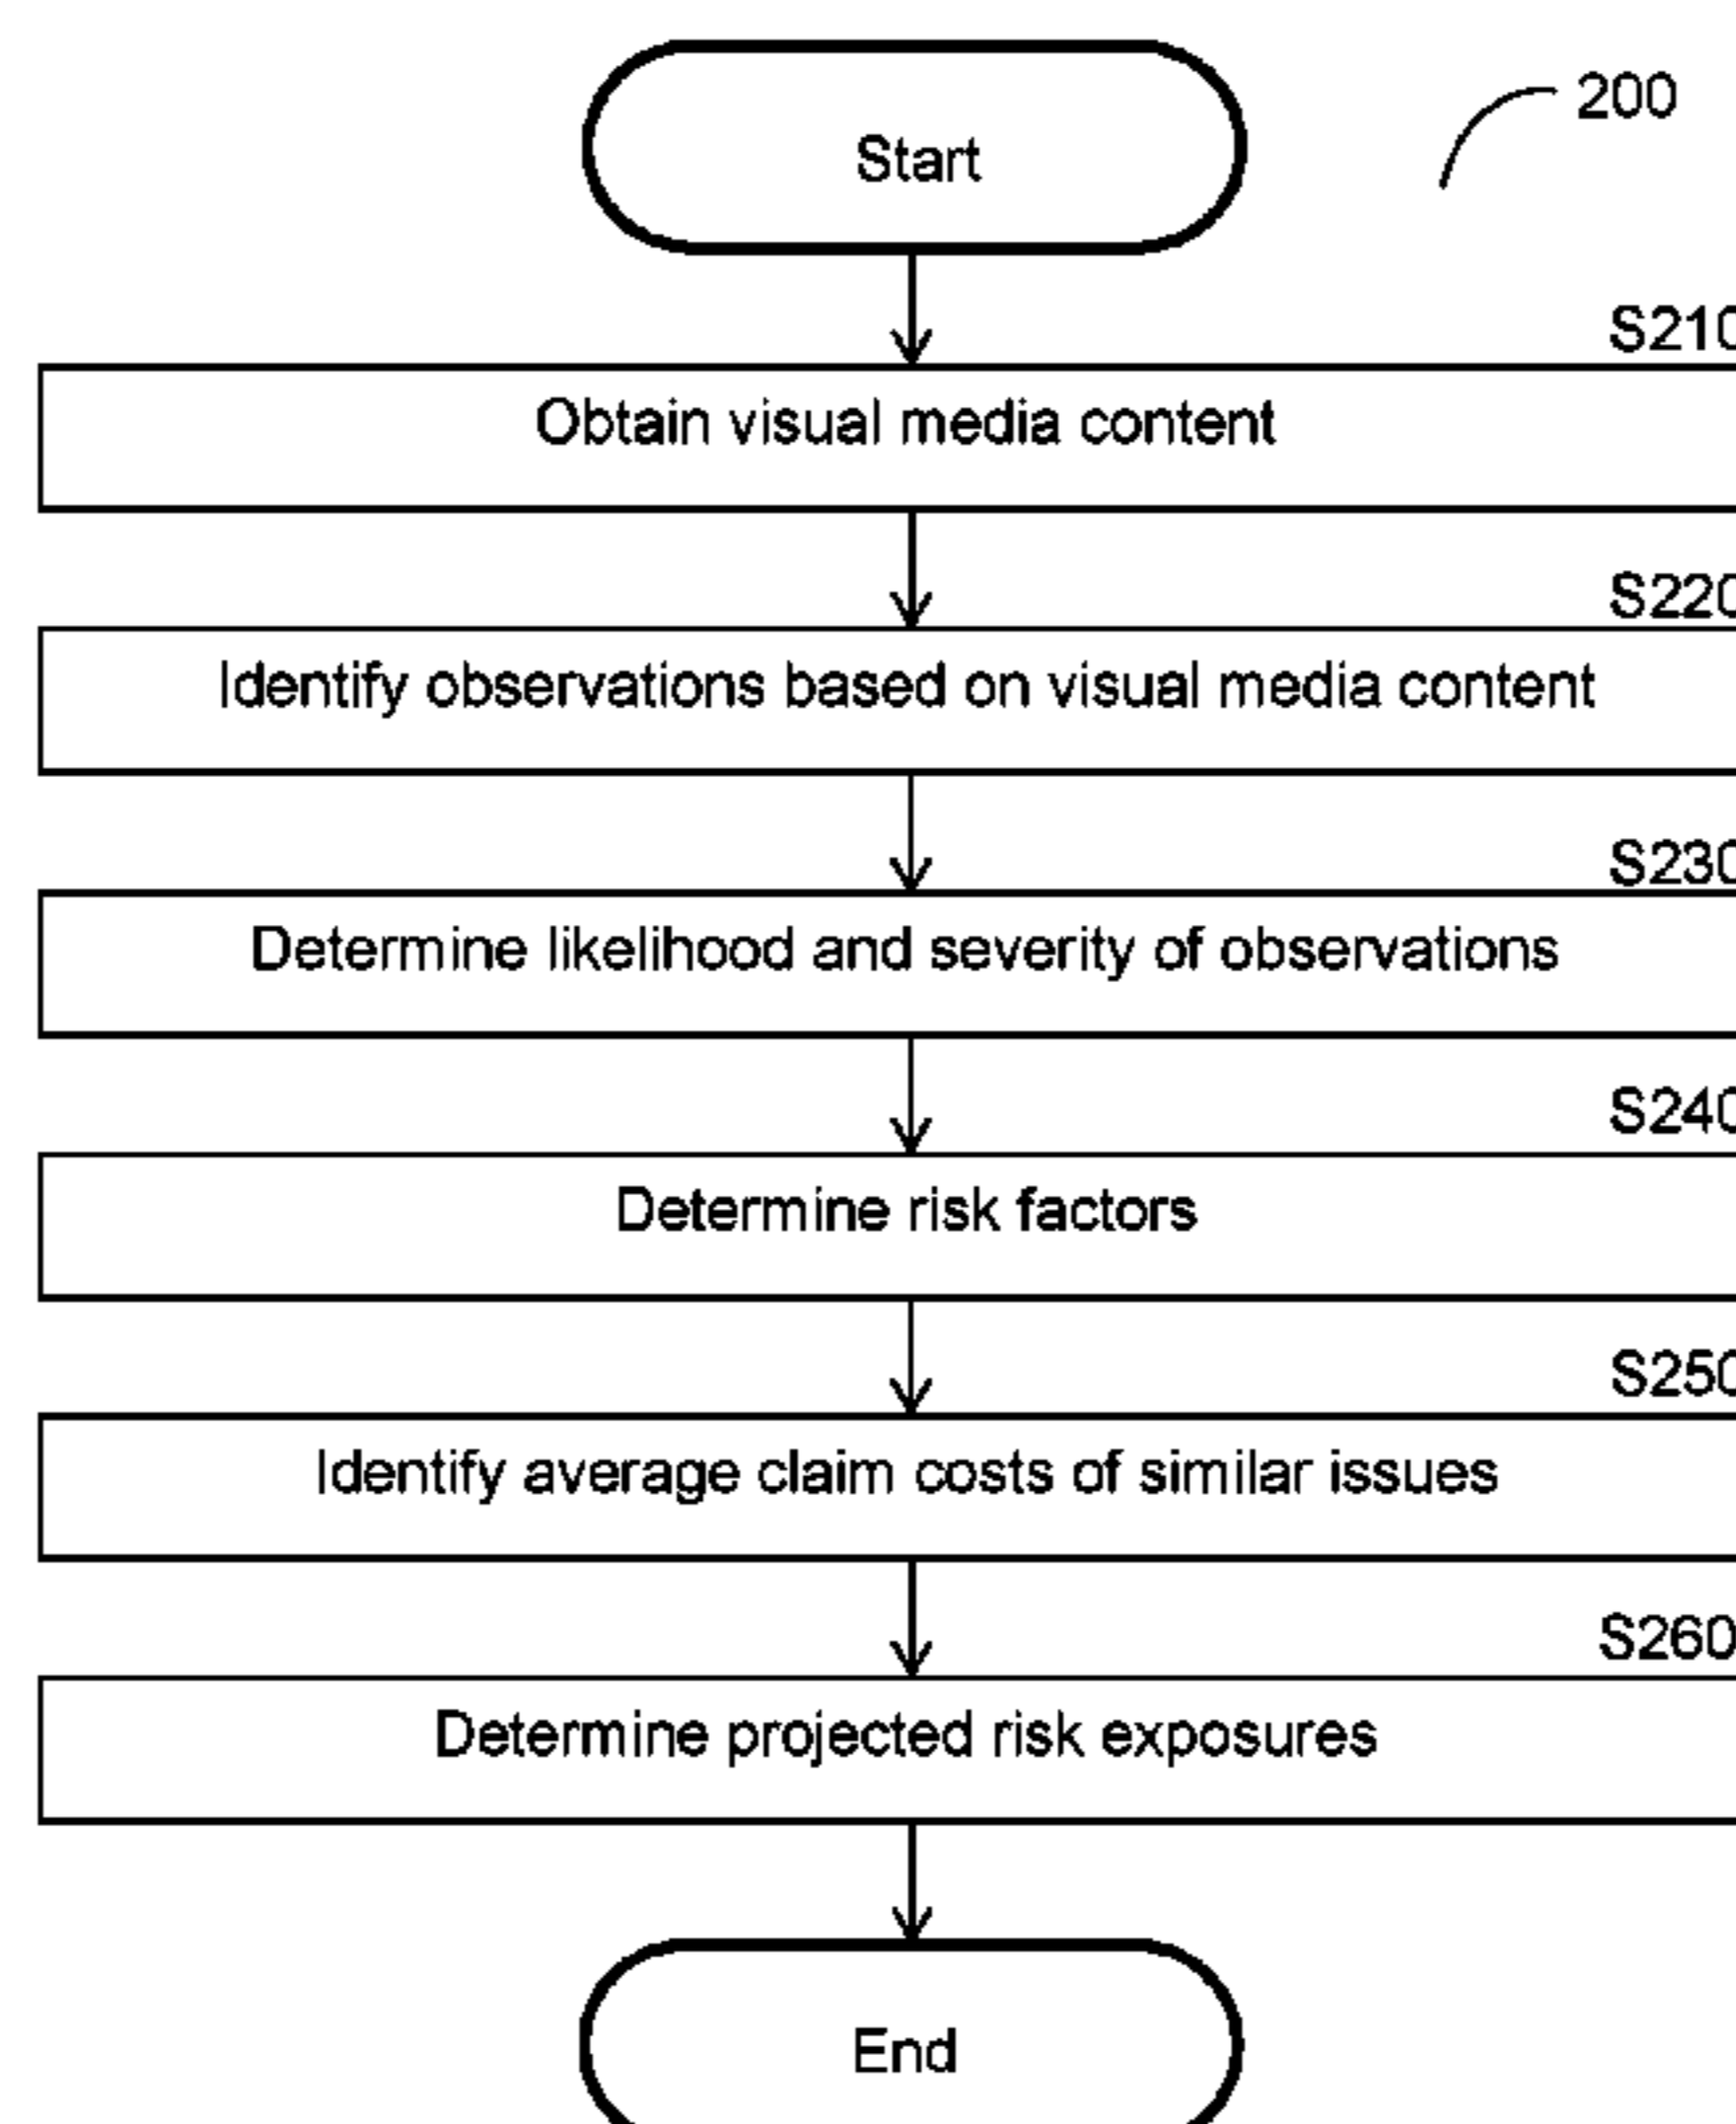 Start
200
S210
Obtain visual media content
S220
Identify observations based on visual media content
S230
Determine likelihood and severity of observations
S240
Determine risk factors
S250
Identify average claim costs of similar issues
S260
Determine projected risk exposures
End